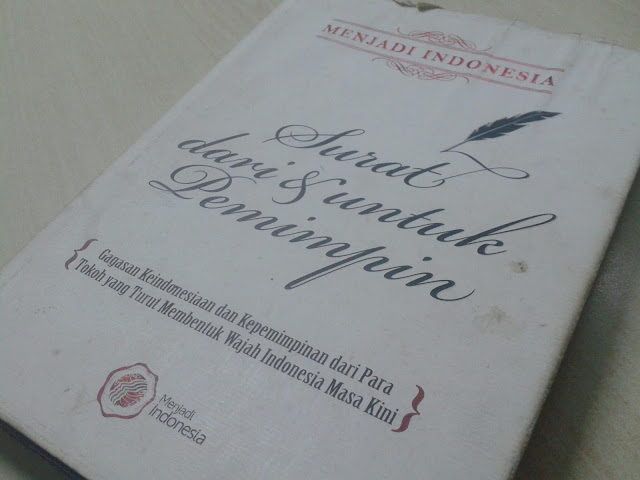 MENJADI INDONESIA
Surat
dari & untuk
Pemimpin
Gagasan Keindonesiaan dan Kepemimpinan dari Para
Tokoh yang Turut Membentuk Wajah Indonesia Masa Kini
Menjadi
Indonesia